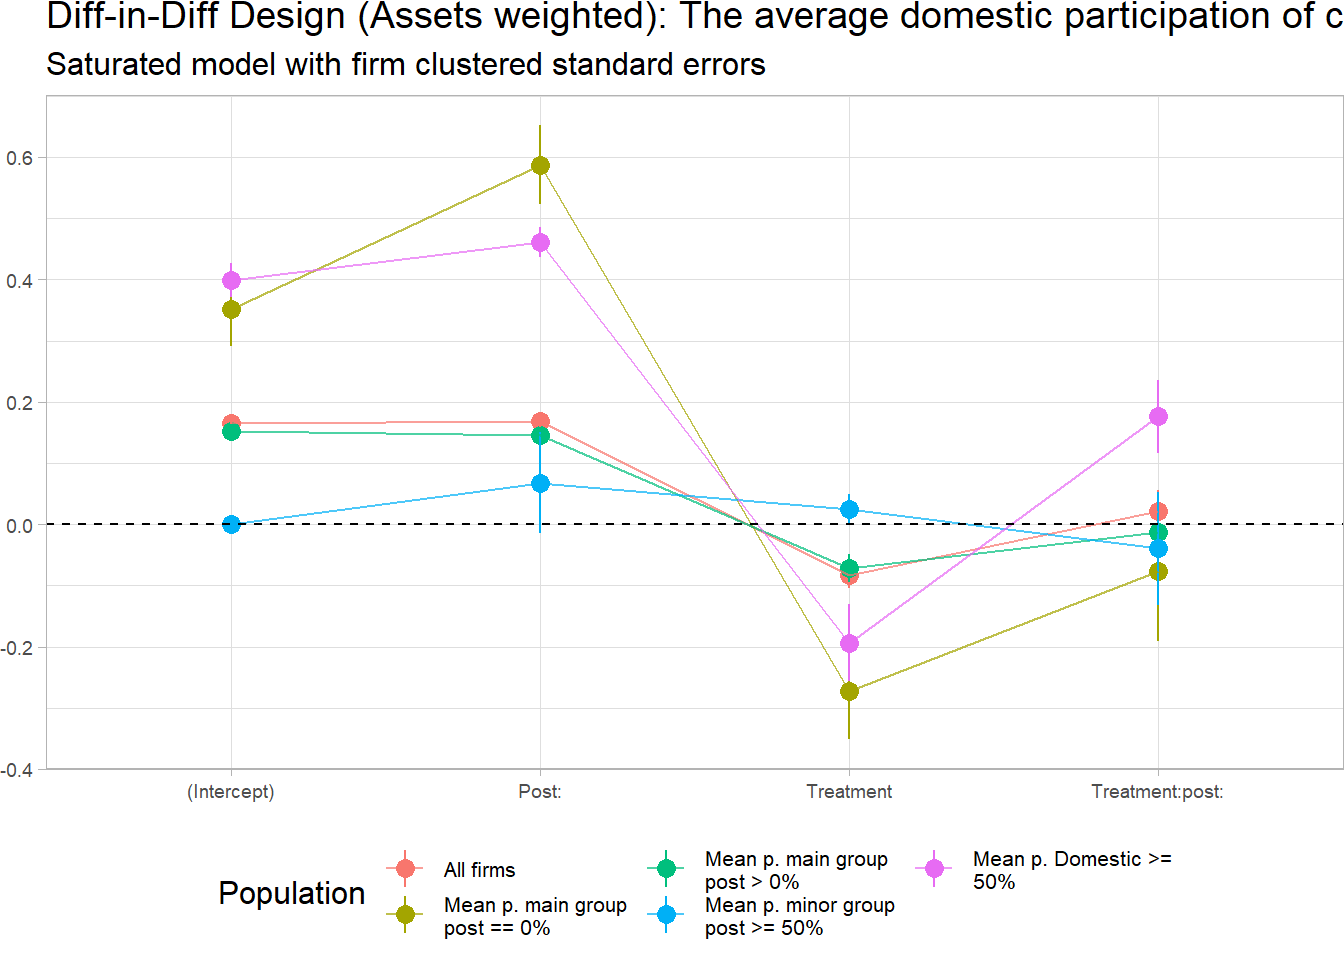 Diff-in-Diff Design (Assets weighted): The average domestic participation of c
Saturated model with firm clustered standard errors
0.6
0.4
0.2
0.0
-0.2
-0.4
(Intercept)
Post:
Treatment
Treatment:post:
Population
All firms
Mean p. main group
post == 0%
Mean p. main group
post > 0%
Mean p. minor group
post >= 50%
Mean p. Domestic >=
50%